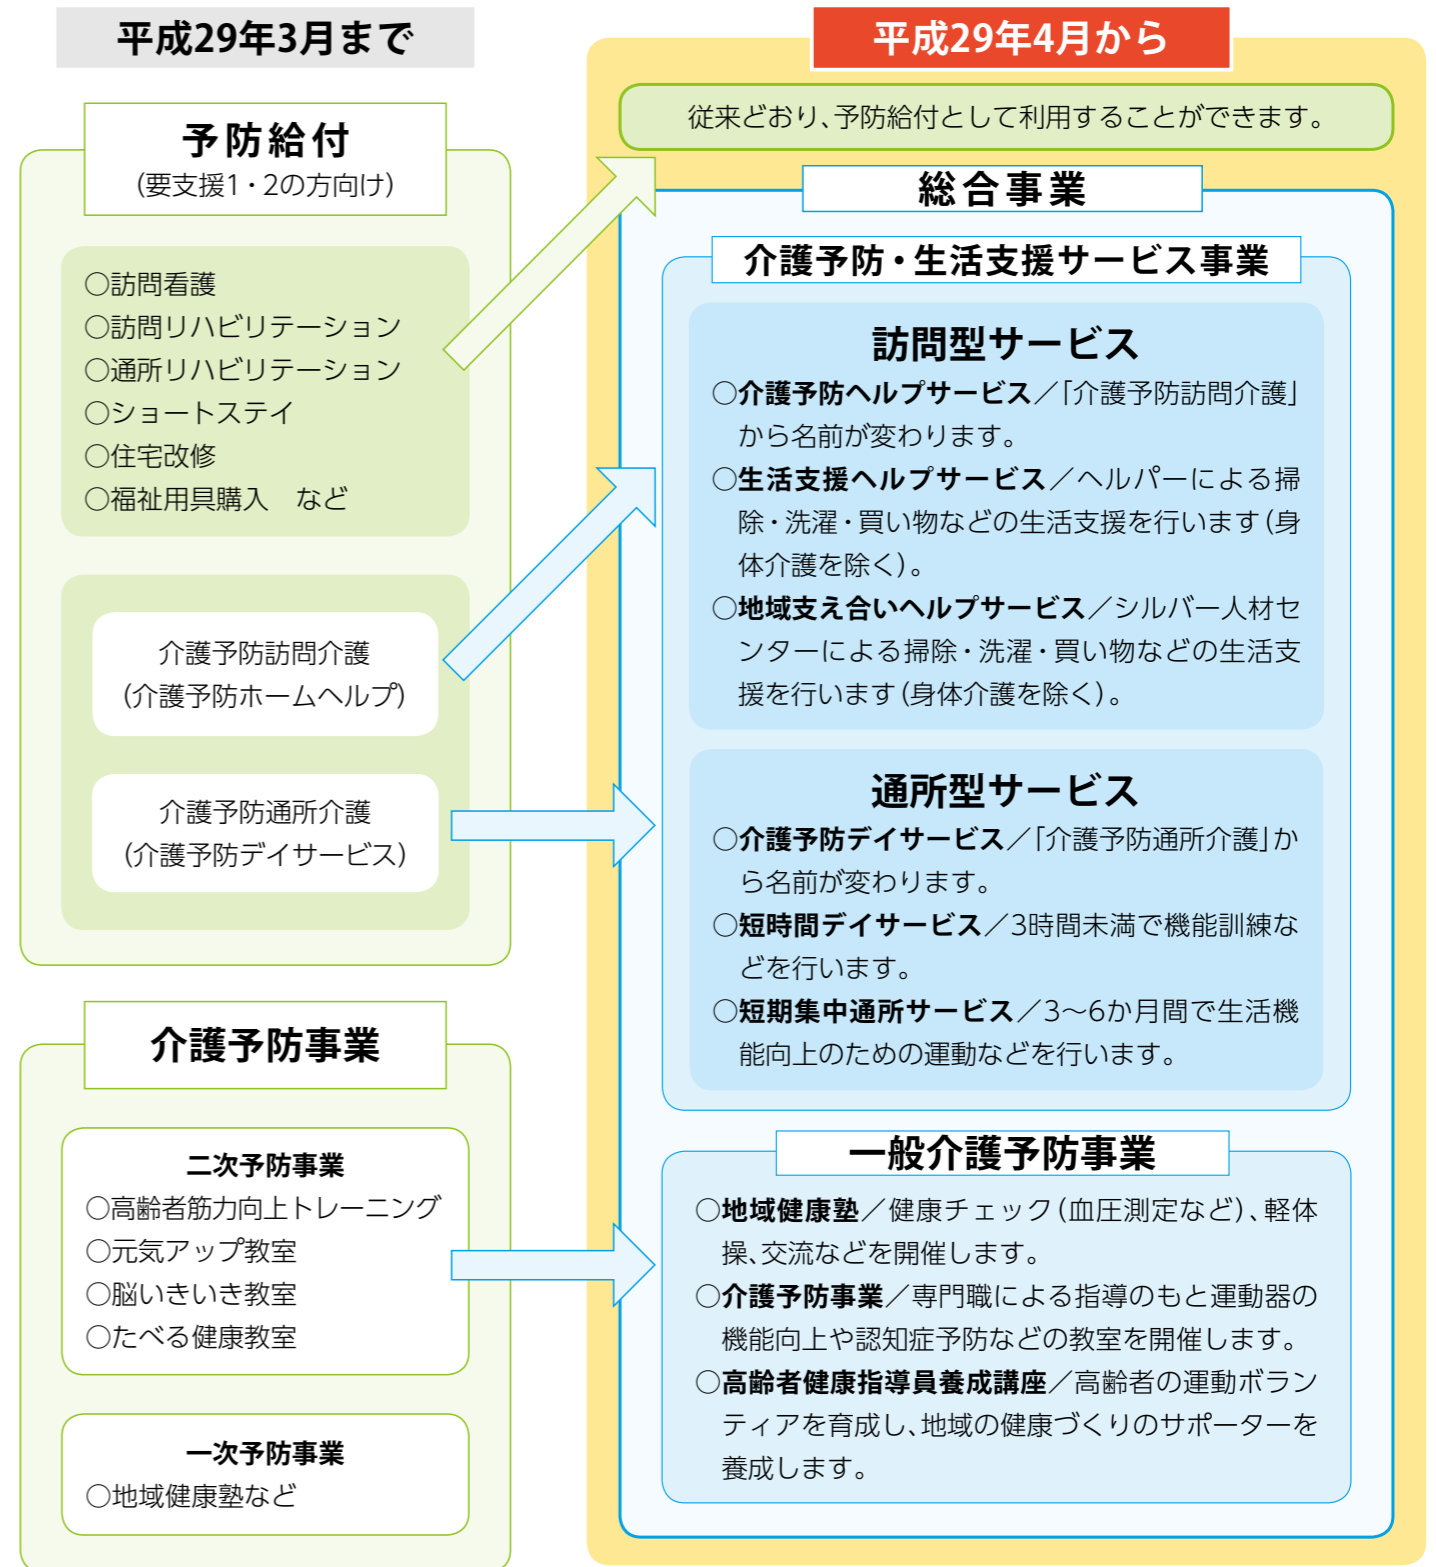 平成29年3月まで
予防給付
(要支援1・2の方向け)
○訪問看護
○訪問リハビリテーション
○通所リハビリテーション
○ショートステイ
○住宅改修
○福祉用具購入　など
介護予防訪問介護
(介護予防ホームヘルプ)
介護予防通所介護
(介護予防デイサービス)
介護予防事業
二次予防事業
○高齢者筋力向上トレーニング
○元気アップ教室
○脳いきいき教室
○たべる健康教室
一次予防事業
○地域健康塾など
平成29年4月から
従来どおり、予防給付として利用することができます。
総合事業
介護予防・生活支援サービス事業
訪問型サービス
○介護予防ヘルプサービス／「介護予防訪問介護」
から名前が変わります。
○生活支援ヘルプサービス／ヘルパーによる掃
除・洗濯・買い物などの生活支援を行います(身
体介護を除く)。
○地域支え合いヘルプサービス／シルバー人材セ
ンターによる掃除・洗濯・買い物などの生活支
援を行います(身体介護を除く)。
通所型サービス
○介護予防デイサービス／「介護予防通所介護」か
ら名前が変わります。
○短時間デイサービス／3時間未満で機能訓練な
どを行います。
○短期集中通所サービス／3〜6か月間で生活機
能向上のための運動などを行います。
一般介護予防事業
○地域健康塾／健康チェック(血圧測定など)、軽体
操、交流などを開催します。
○介護予防事業／専門職による指導のもと運動器の
機能向上や認知症予防などの教室を開催します。
○高齢者健康指導員養成講座／高齢者の運動ボラン
ティアを育成し、地域の健康づくりのサポーターを
養成します。